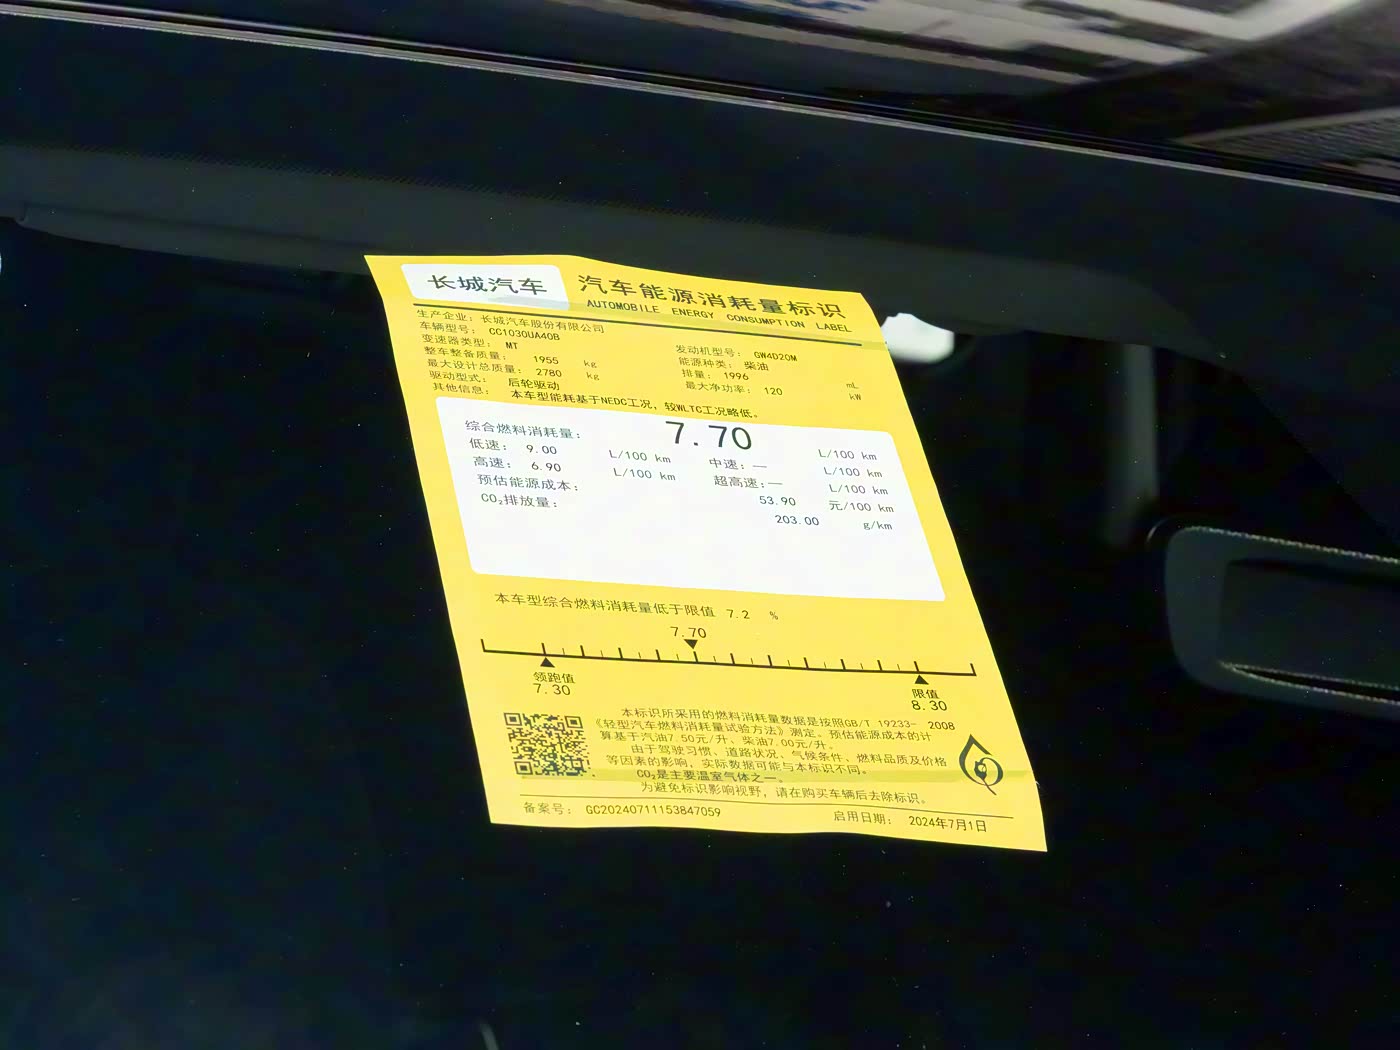 长城汽车 汽车能源消耗量标识
AUTOMOBILE ENERGY CONSUMPTION LABEL
生产企业：长城汽车股份有限公司
车辆型号：CC1030UA40B
发动机型号：GW4D20M
变速器类型：MT
能源种类：柴油
整车整备质量：1955 kg
排量：1996 mL
最大设计总质量：2780 kg
最大净功率：120 kW
驱动型式：后轮驱动
其他信息：本车型能耗基于NEDC工况，较WLTC工况略低。
综合燃料消耗量：7.70 L/100 km
低速：9.00 L/100 km 中速：— L/100 km
高速：6.90 L/100 km 超高速：— L/100 km
预估能源成本：53.90 元/100 km
CO₂排放量：203.00 g/km
本车型综合燃料消耗量低于限值 7.2 %
7.70
领跑值
7.30
限值
8.30
本标识所采用的燃料消耗量数据是按照GB/T 19233- 2008
《轻型汽车燃料消耗量试验方法》测定。预估能源成本的计
算基于汽油7.50元/升、柴油7.00元/升。
由于驾驶习惯、道路状况、气候条件、燃料品质及价格
等因素的影响，实际数据可能与本标识不同。
CO₂是主要温室气体之一。
为避免标识影响视野，请在购买车辆后去除标识。
备案号：GC20240711153847059 启用日期：2024年7月1日